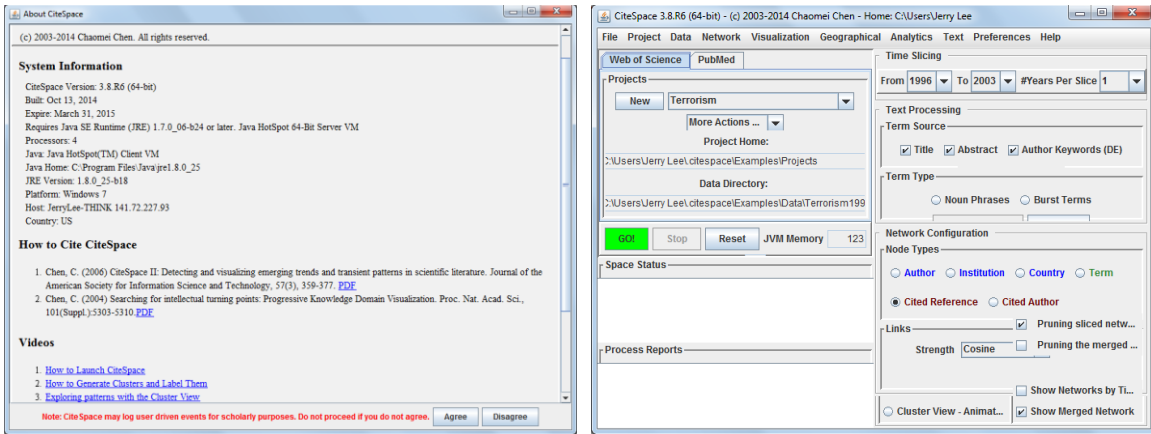 About CiteSpace
(c) 2003-2014 Chaomei Chen. All rights reserved.
System Information
CiteSpace Version: 3.8.R6 (64-bit)
Built: Oct 13, 2014
Expire: March 31, 2015
Requires Java SE Runtime (JRE) 1.7.0_06-b24 or later. Java HotSpot 64-Bit Server VM
Processors: 4
Java: Java HotSpot(TM) Client VM
Java Home: C:\Program Files\Java\jre1.8.0_25
JRE Version: 1.8.0_25-b18
Platform: Windows 7
Host: JerryLee-THINK 141.72.227.93
Country: US
How to Cite CiteSpace
1. Chen, C. (2006) CiteSpace II: Detecting and visualizing emerging trends and transient patterns in scientific literature. Journal of the
American Society for Information Science and Technology, 57(3), 359-377. PDF
2. Chen, C. (2004) Searching for intellectual turning points: Progressive Knowledge Domain Visualization. Proc. Nat. Acad. Sci.,
101(Suppl.):5303-5310.PDF
Videos
1. How to Launch CiteSpace
2. How to Generate Clusters and Label Them
3. Exploring patterns with the Cluster View
Note: CiteSpace may log user driven events for scholarly purposes. Do not proceed if you do not agree. Agree Disagree
CiteSpace 3.8.R6 (64-bit) - (c) 2003-2014 Chaomei Chen - Home: C:\Users\Jerry Lee
File Project Data Network Visualization Geographical Analytics Text Preferences Help
Web of Science PubMed
Projects
New Terrorism
More Actions ...
Project Home:
C:\Users\Jerry Lee\citespace\Examples\Projects
Data Directory:
C:\Users\Jerry Lee\.citespace\Examples\Data\Terrorism199
GO! Stop Reset JVM Memory 123
Space Status
Process Reports
Time Slicing
From 1996 To 2003 #Years Per Slice 1
Text Processing
Term Source
Title Abstract Author Keywords (DE)
Term Type
Noun Phrases Burst Terms
Network Configuration
Node Types
Author Institution Country Term
Cited Reference Cited Author
Links
Pruning sliced netw...
Strength Cosine
Pruning the merged ...
Show Networks by Ti...
Cluster View - Animat... Show Merged Network